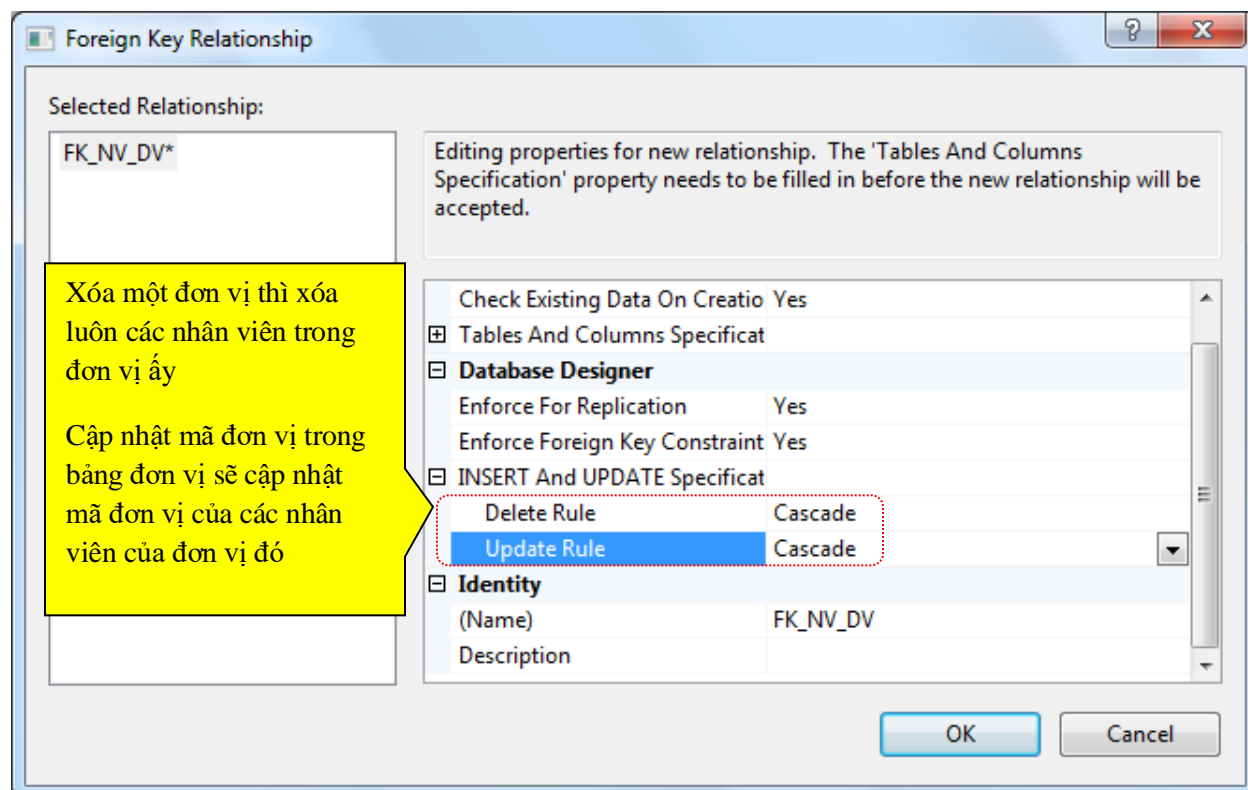 Foreign Key Relationship
Selected Relationship:
FK_NV_DV*
Editing properties for new relationship. The 'Tables And Columns
Specification' property needs to be filled in before the new relationship will be
accepted.
Xóa một đơn vị thì xóa
luôn các nhân viên trong
đơn vị ấy
Cập nhật mã đơn vị trong
bảng đơn vị sẽ cập nhật
mã đơn vị của các nhân
viên của đơn vị đó
Check Existing Data On Creatio Yes
Tables And Columns Specificat
Database Designer
Enforce For Replication Yes
Enforce Foreign Key Constraint Yes
INSERT And UPDATE Specificat
Delete Rule Cascade
Update Rule Cascade
Identity
(Name) FK_NV_DV
Description
OK Cancel